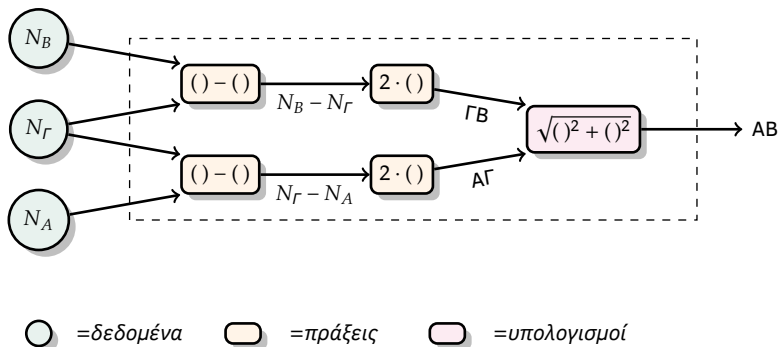 N_B
( ) − ( )
N_B − N_Γ
2 · ( )
ΓΒ
N_Γ
√( )² + ( )²
ΑΒ
( ) − ( )
N_Γ − N_A
2 · ( )
ΑΓ
N_A
=δεδομένα =πράξεις =υπολογισμοί